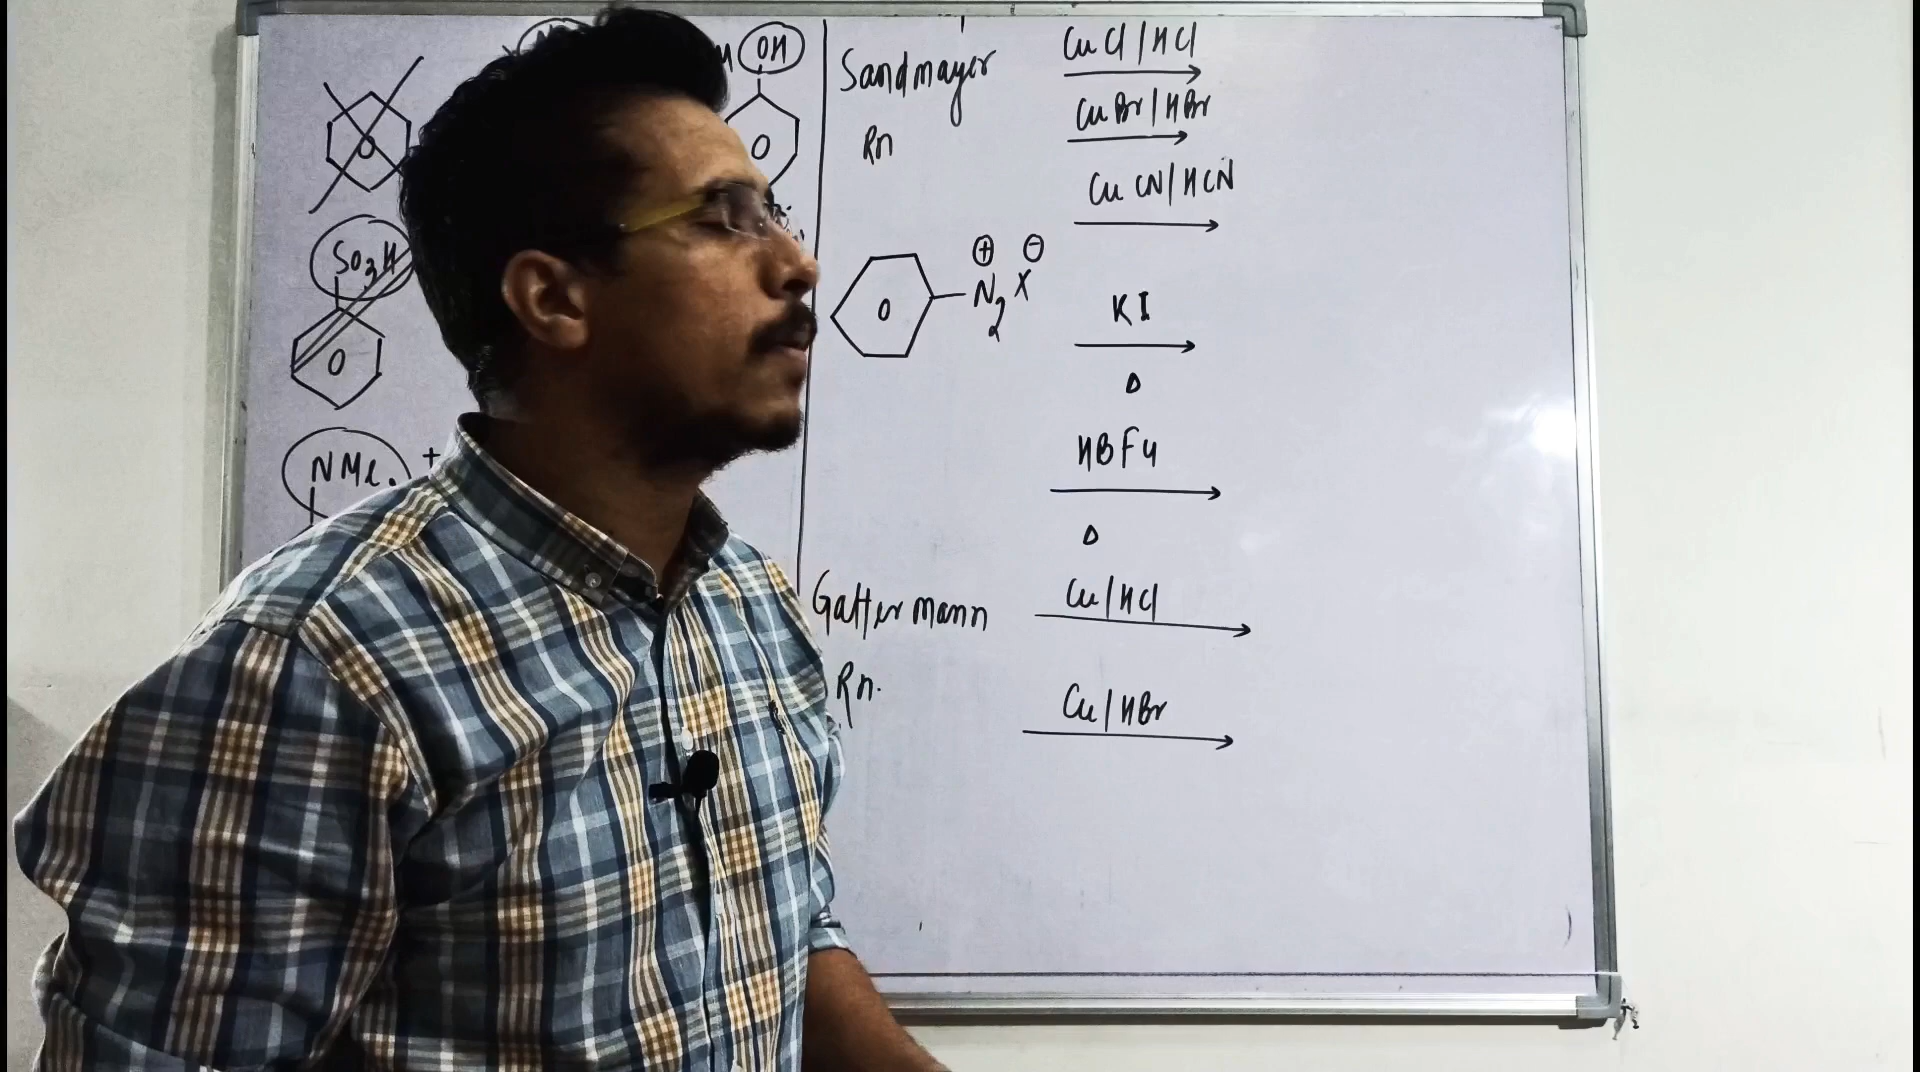 OH
SO3H
NMe.
+
Sandmayer
Rn
CuCl/HCl
CuBr/HBr
CuCN/HCN
N2 X
+ -
KI
Δ
HBF4
Δ
Gattermann
Rn.
Cu/HCl
Cu/HBr